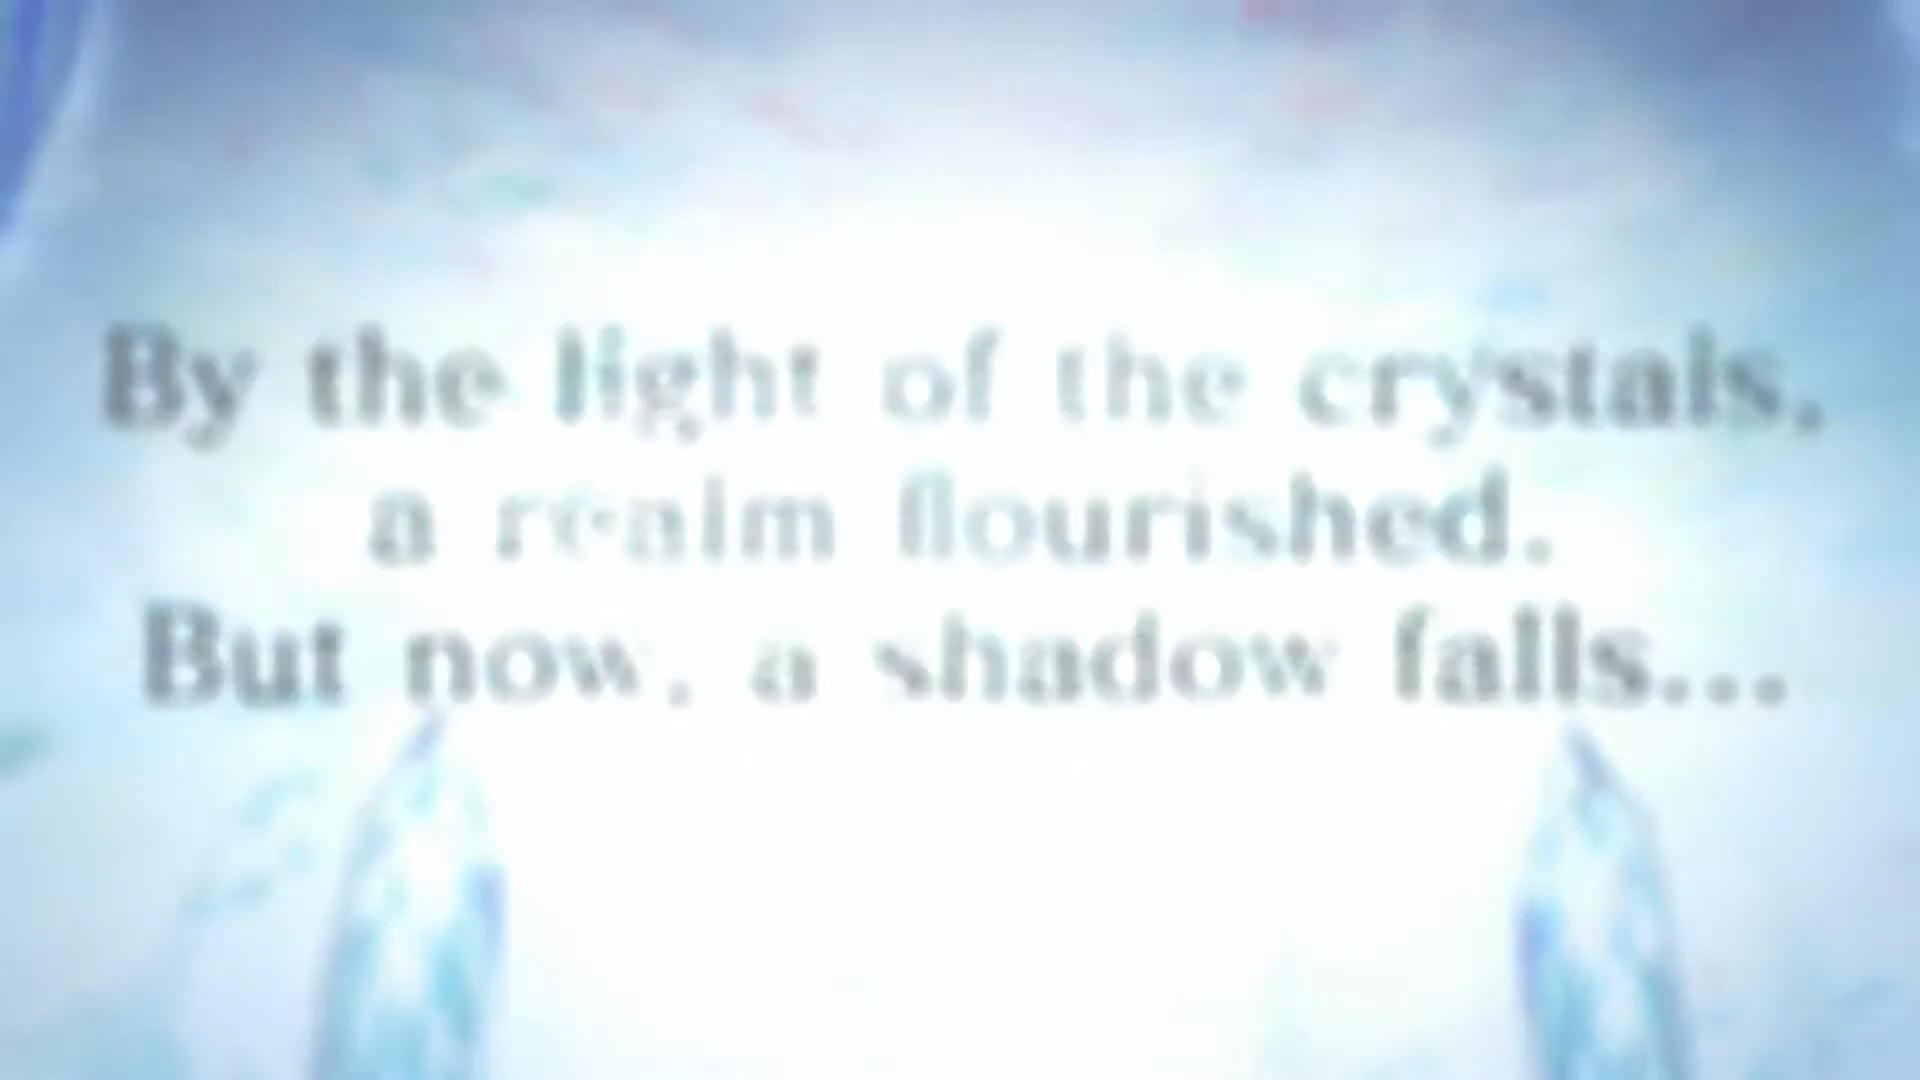 By the light of the crystals,
a realm flourished.
But now, a shadow falls...